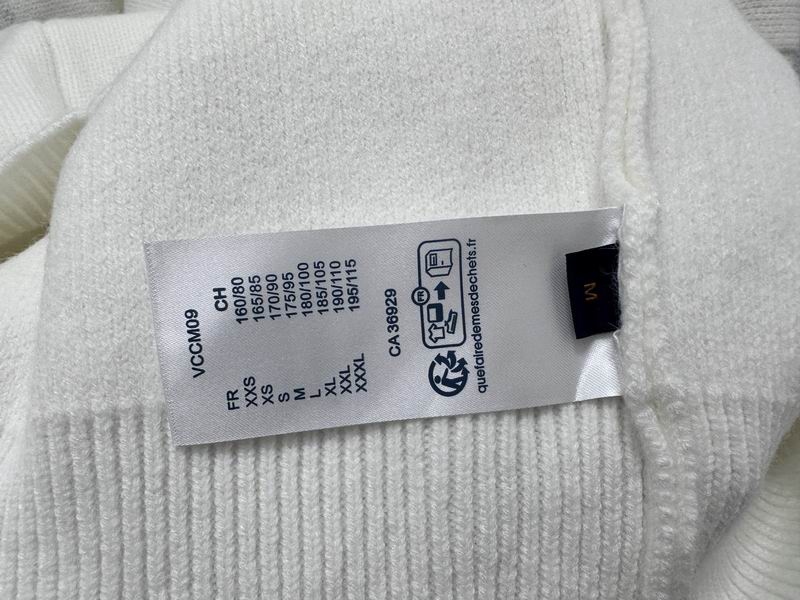 VCCM09
FR CH
XXS 160/80
XS 165/85
S 170/90
M 175/95
L 180/100
XL 185/105
XXL 190/110
XXXL 195/115
CA 36929
FR
quefairedemesdechets.fr
M